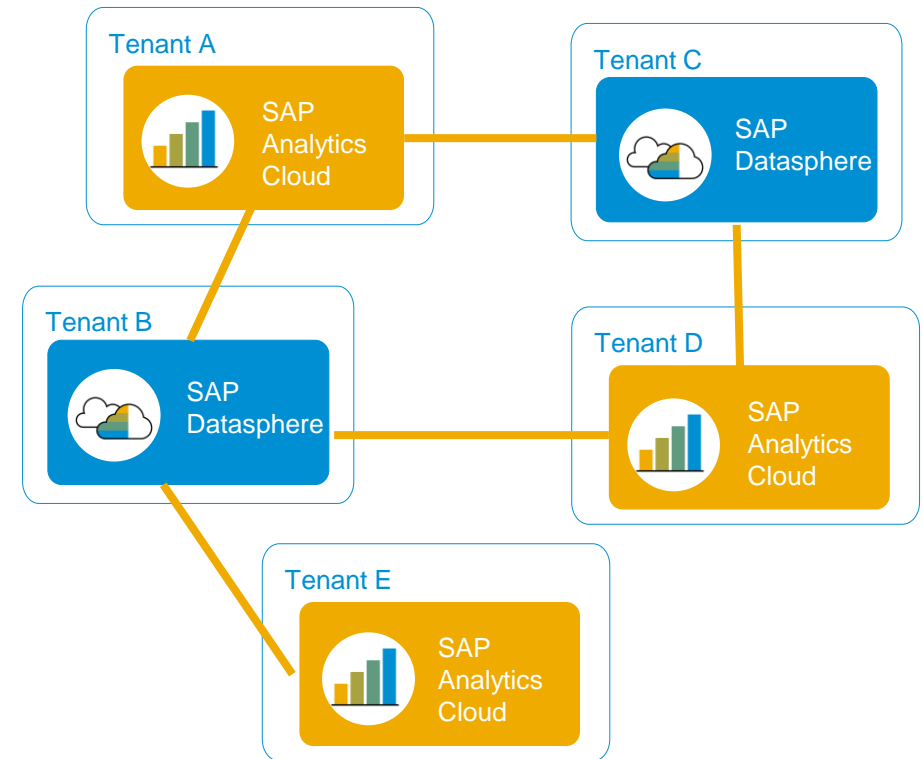 Tenant A
SAP
Analytics
Cloud
Tenant C
SAP
Datasphere
Tenant B
SAP
Datasphere
Tenant D
SAP
Analytics
Cloud
Tenant E
SAP
Analytics
Cloud